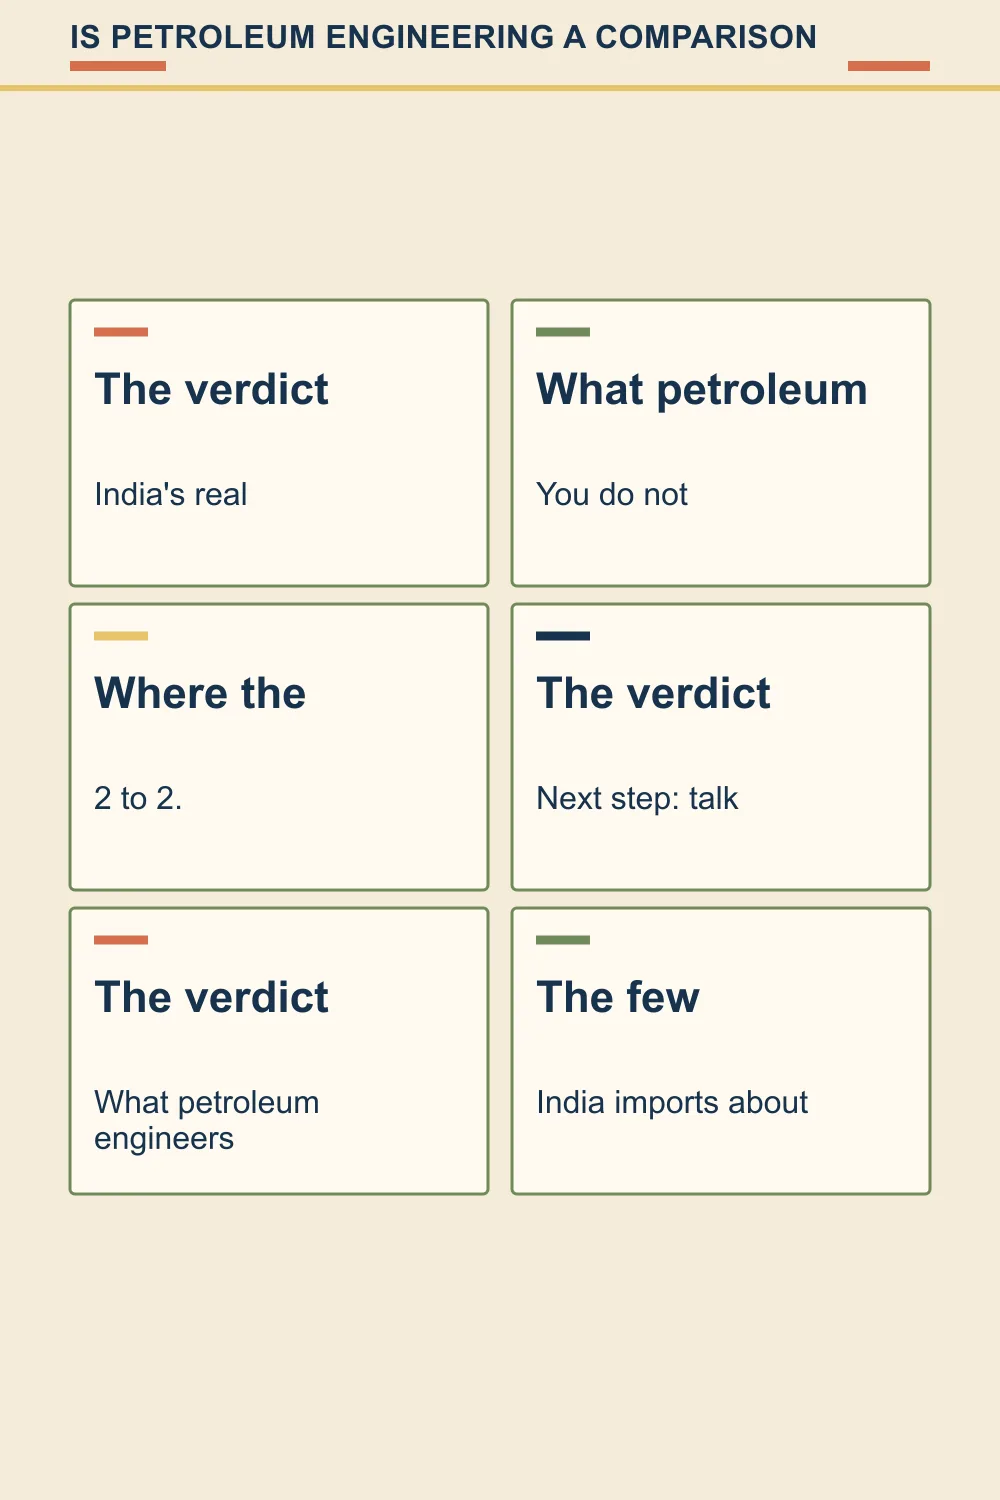 IS PETROLEUM ENGINEERING A COMPARISON
The verdict
India's real
What petroleum
You do not
Where the
2 to 2.
The verdict
Next step: talk
The verdict
What petroleum
engineers
The few
India imports about